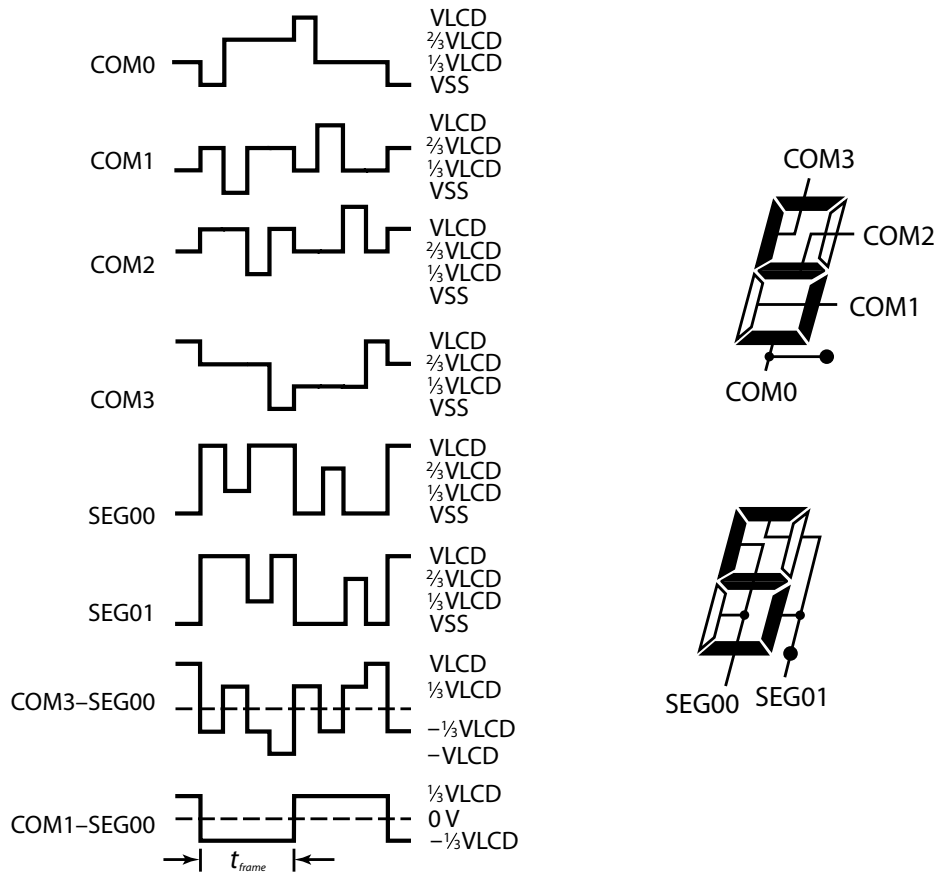 COM0
VLCD
⅔VLCD
⅓VLCD
VSS
COM1
VLCD
⅔VLCD
⅓VLCD
VSS
COM2
VLCD
⅔VLCD
⅓VLCD
VSS
COM3
VLCD
⅔VLCD
⅓VLCD
VSS
SEG00
VLCD
⅔VLCD
⅓VLCD
VSS
SEG01
VLCD
⅔VLCD
⅓VLCD
VSS
COM3–SEG00
VLCD
⅓VLCD
–⅓VLCD
–VLCD
COM1–SEG00
⅓VLCD
0 V
–⅓VLCD
tframe
COM3
COM2
COM1
COM0
SEG00 SEG01